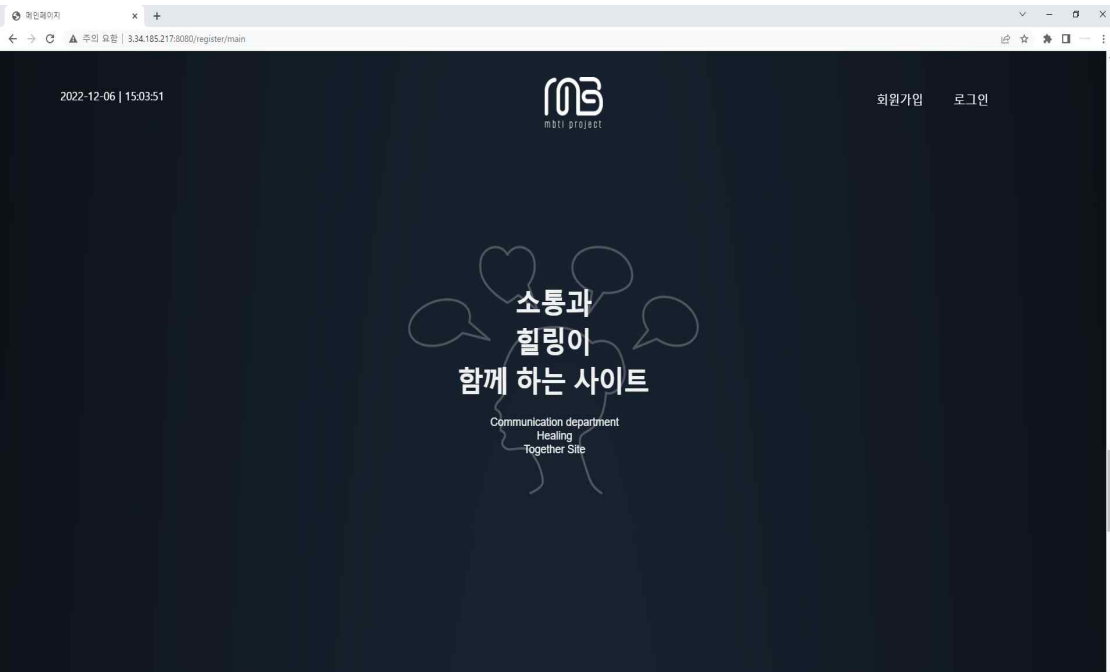 메인페이지
주의 요함 | 3.34.185.217:8080/register/main
2022-12-06 | 15:03:51
mbti project
회원가입 로그인
소통과
힐링이
함께 하는 사이트
Communication department
Healing
Together Site